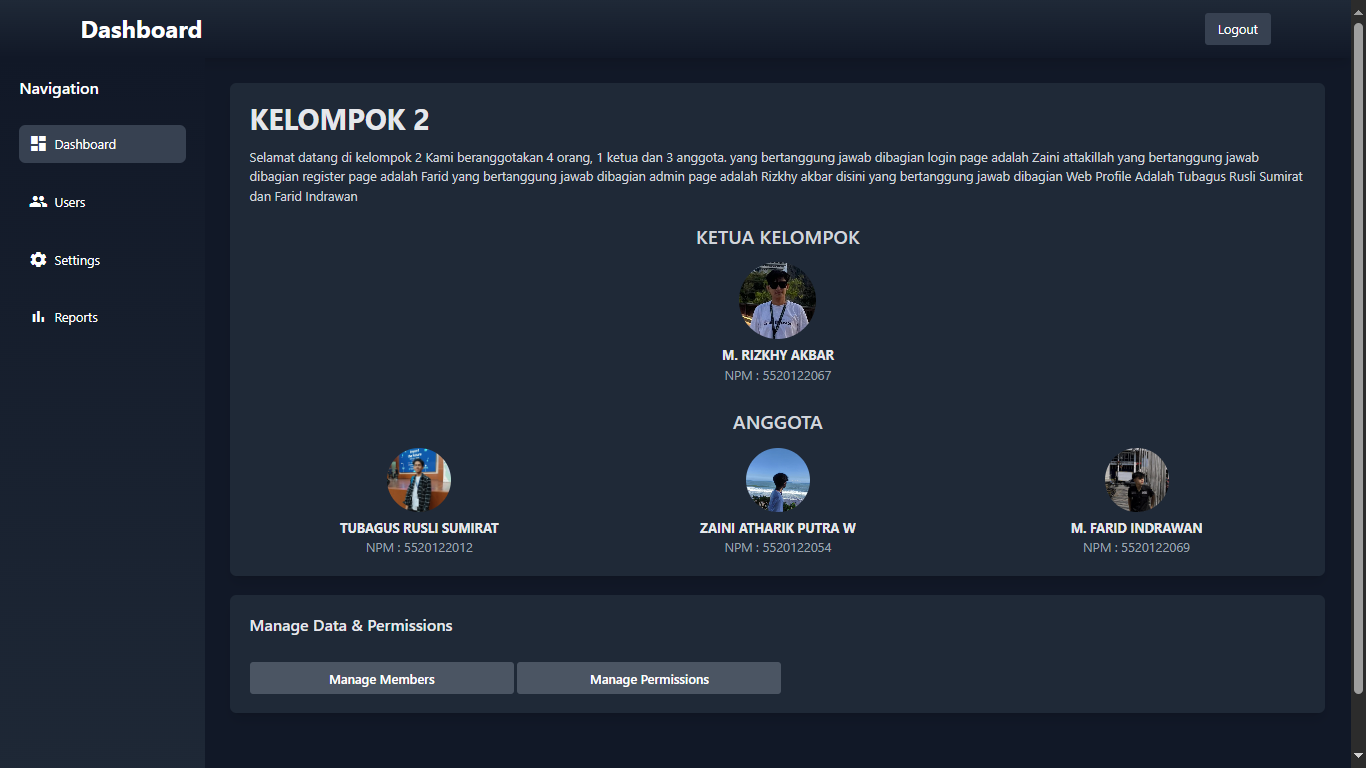 Dashboard
Logout
Navigation
Dashboard
Users
Settings
Reports
KELOMPOK 2
Selamat datang di kelompok 2 Kami beranggotakan 4 orang, 1 ketua dan 3 anggota. yang bertanggung jawab dibagian login page adalah Zaini attakillah yang bertanggung jawab
dibagian register page adalah Farid yang bertanggung jawab dibagian admin page adalah Rizkhy akbar disini yang bertanggung jawab dibagian Web Profile Adalah Tubagus Rusli Sumirat
dan Farid Indrawan
KETUA KELOMPOK
M. RIZKHY AKBAR
NPM : 5520122067
ANGGOTA
TUBAGUS RUSLI SUMIRAT
NPM : 5520122012
ZAINI ATHARIK PUTRA W
NPM : 5520122054
M. FARID INDRAWAN
NPM : 5520122069
Manage Data & Permissions
Manage Members
Manage Permissions